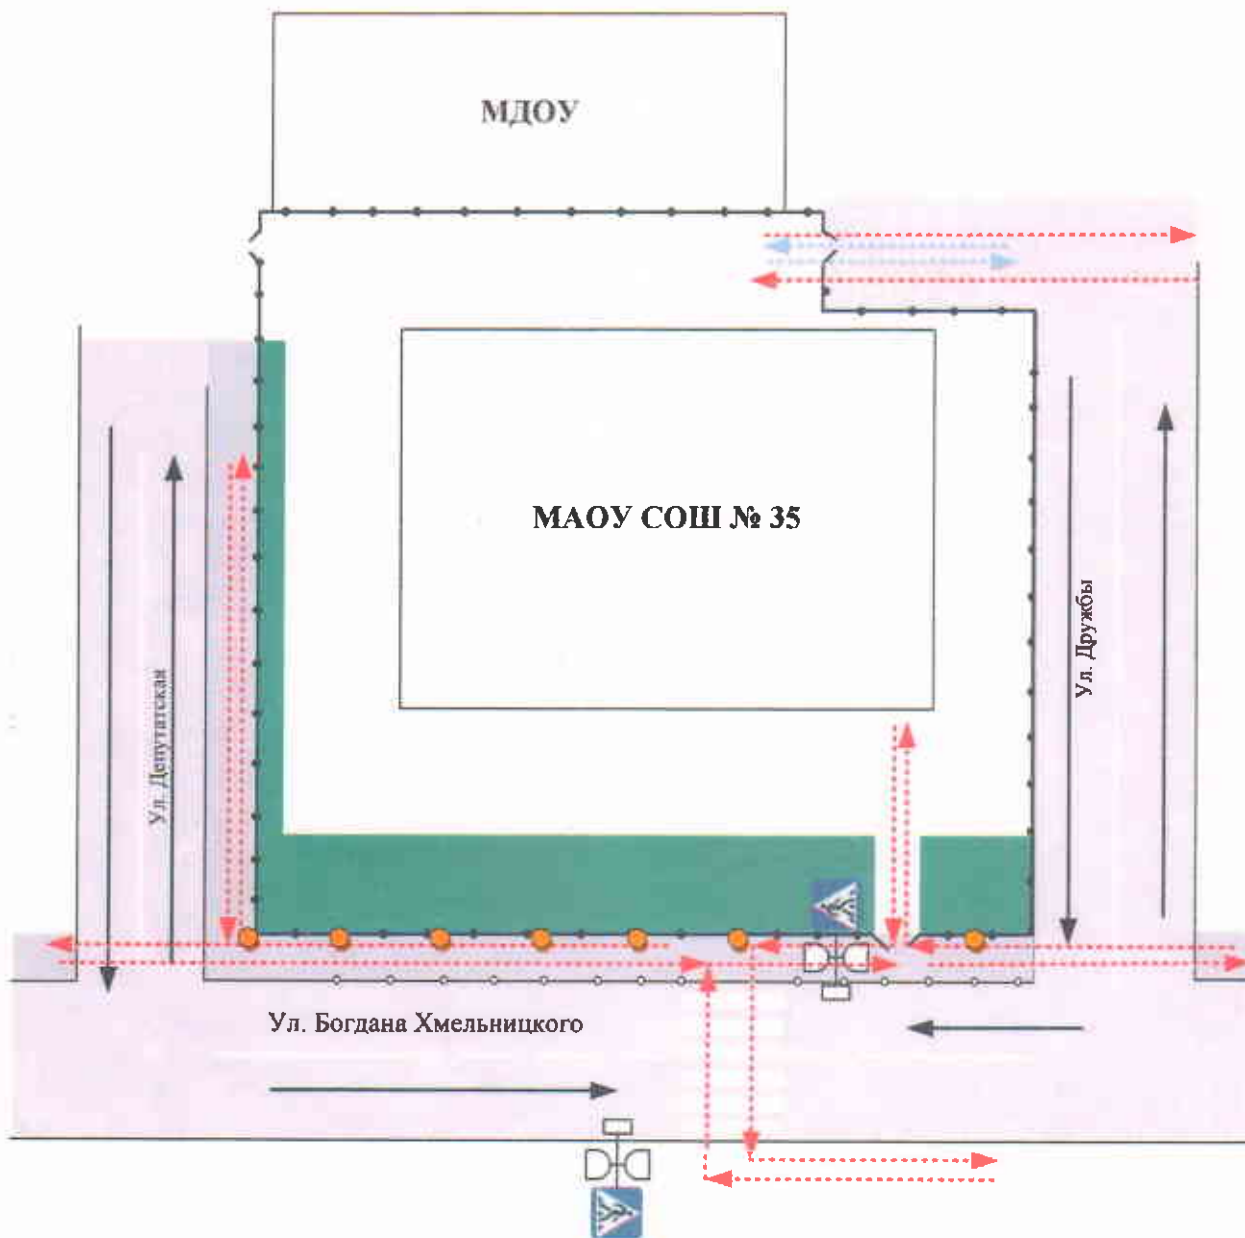 МДОУ
МАОУ СОШ № 35
Ул. Депутатская
Ул. Дружбы
Ул. Богдана Хмельницкого